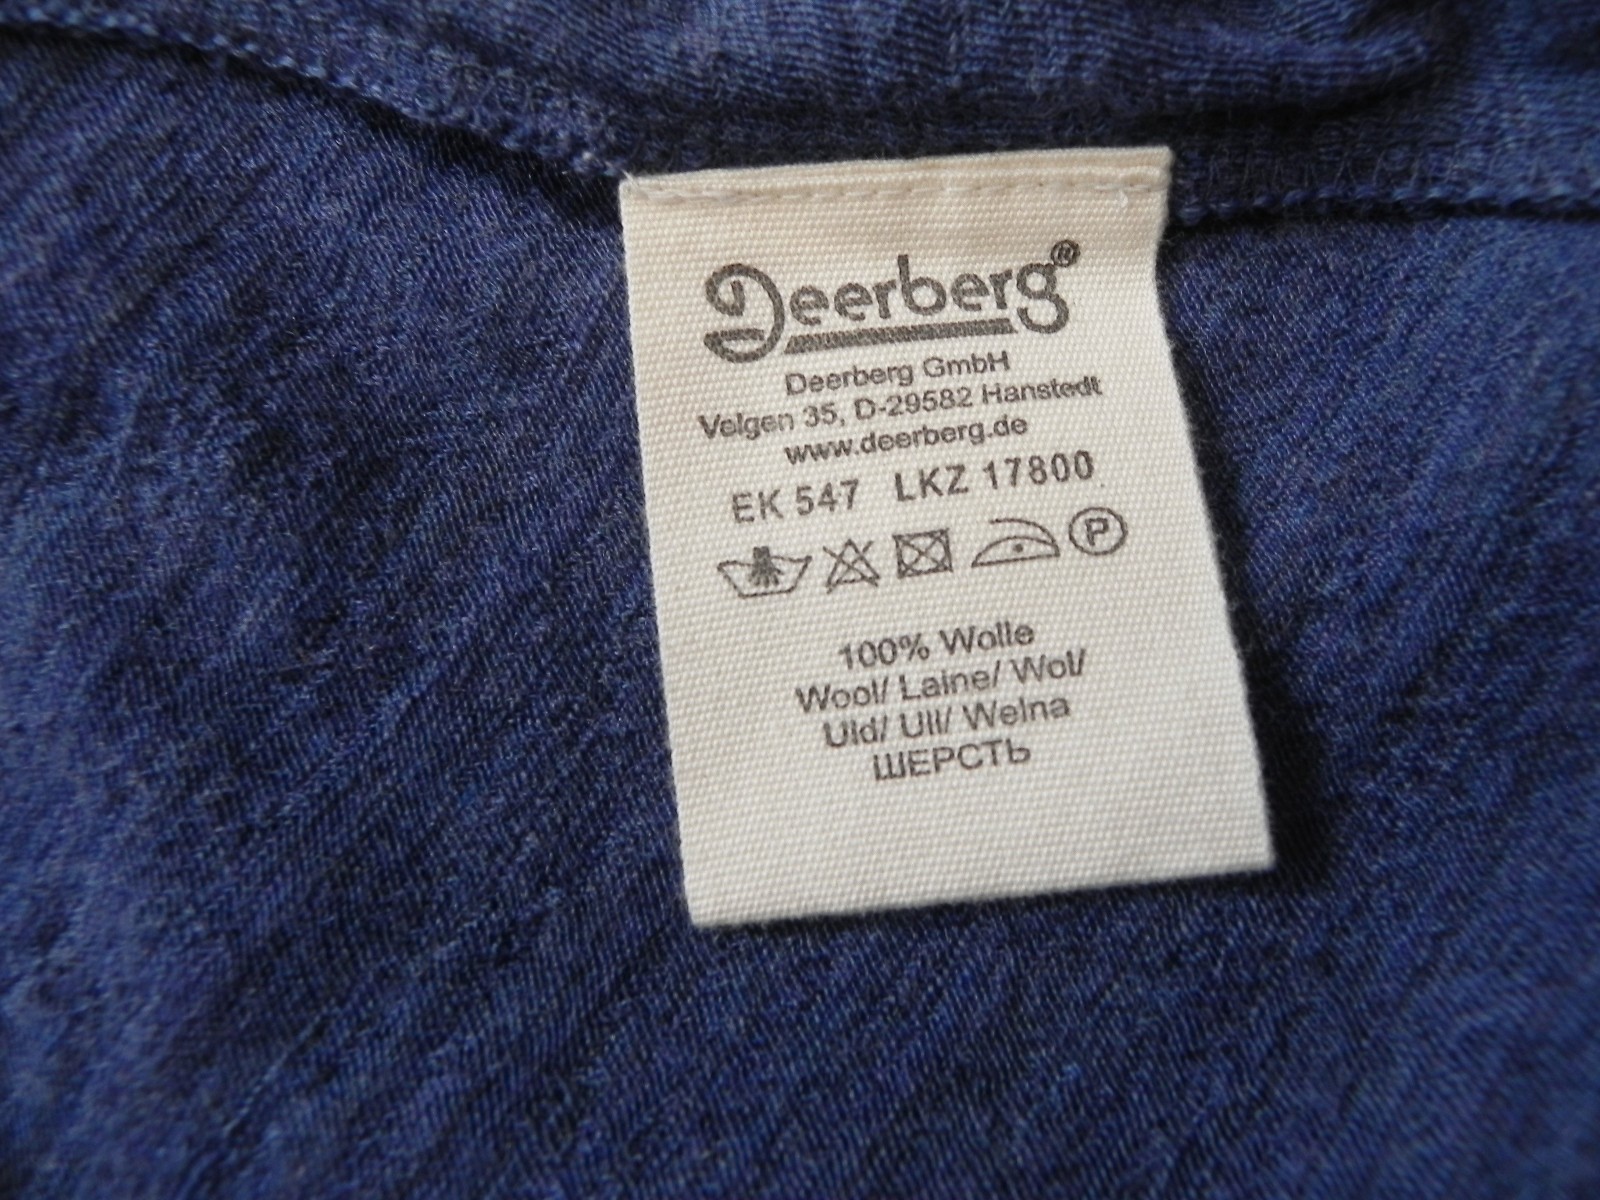 Deerberg®
Deerberg GmbH
Velgen 35, D-29582 Hanstedt
www.deerberg.de
EK 547 LKZ 17800
P
100% Wolle
Wool/ Laine/ Wol/
Uld/ Ull/ Welna
ШЕРСТЬ